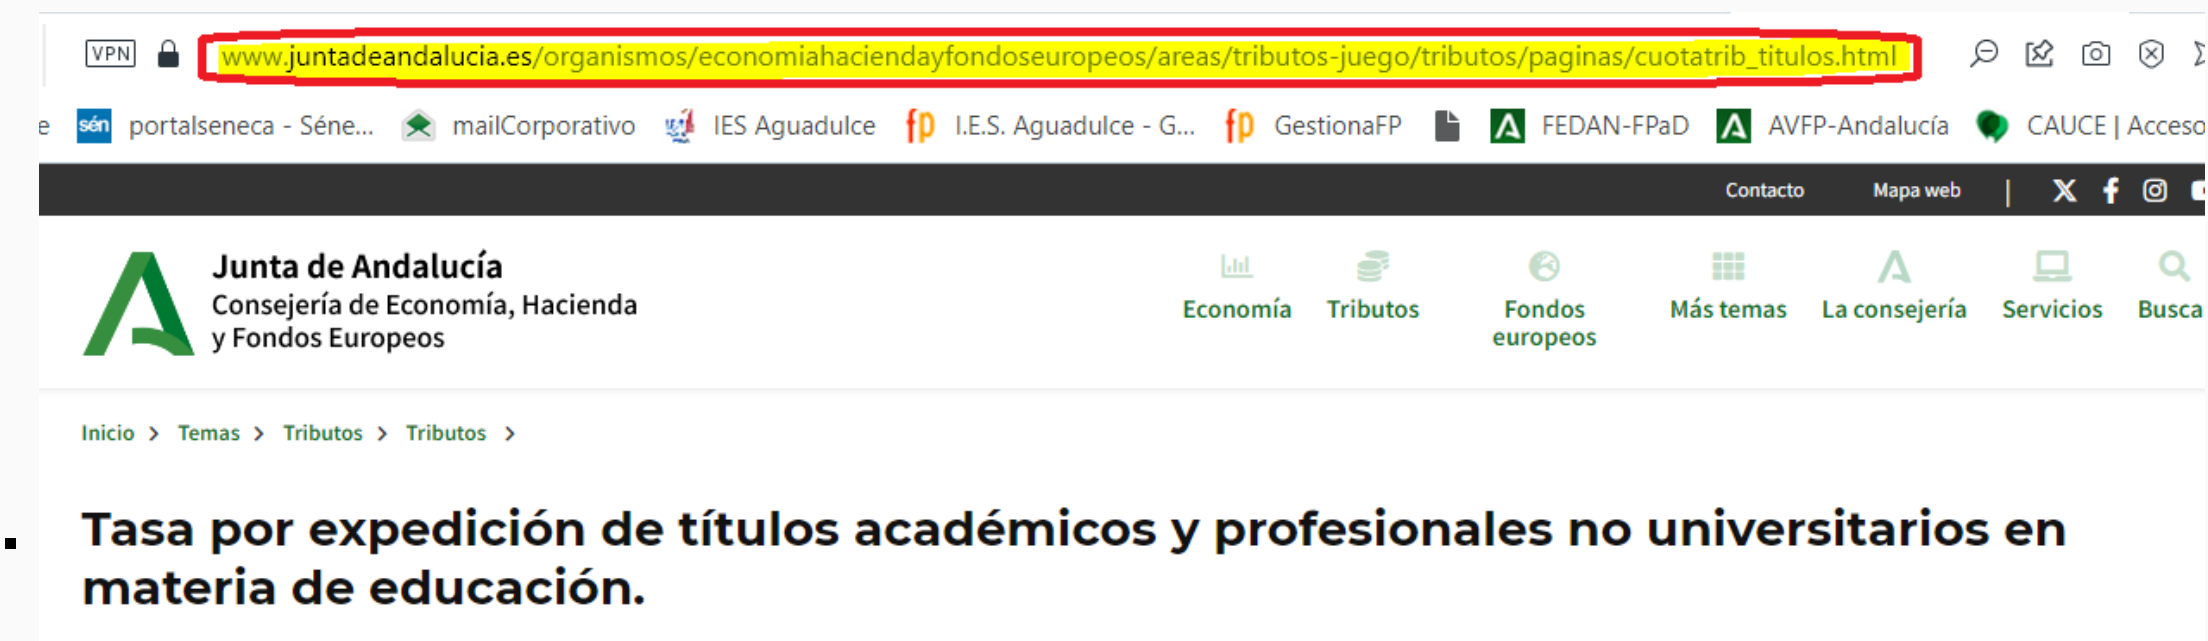 VPN www.juntadeandalucia.es/organismos/economiahaciendayfondoseuropeos/areas/tributos-juego/tributos/paginas/cuotatrib_titulos.html
e sén portalseneca - Séne... mailCorporativo IES Aguadulce fp I.E.S. Aguadulce - G... fp GestionaFP FEDAN-FPaD AVFP-Andalucía CAUCE | Acceso
Contacto Mapa web |
Junta de Andalucía
Consejería de Economía, Hacienda
y Fondos Europeos
Economía Tributos Fondos europeos Más temas La consejería Servicios Busca
Inicio > Temas > Tributos > Tributos >
Tasa por expedición de títulos académicos y profesionales no universitarios en
materia de educación.